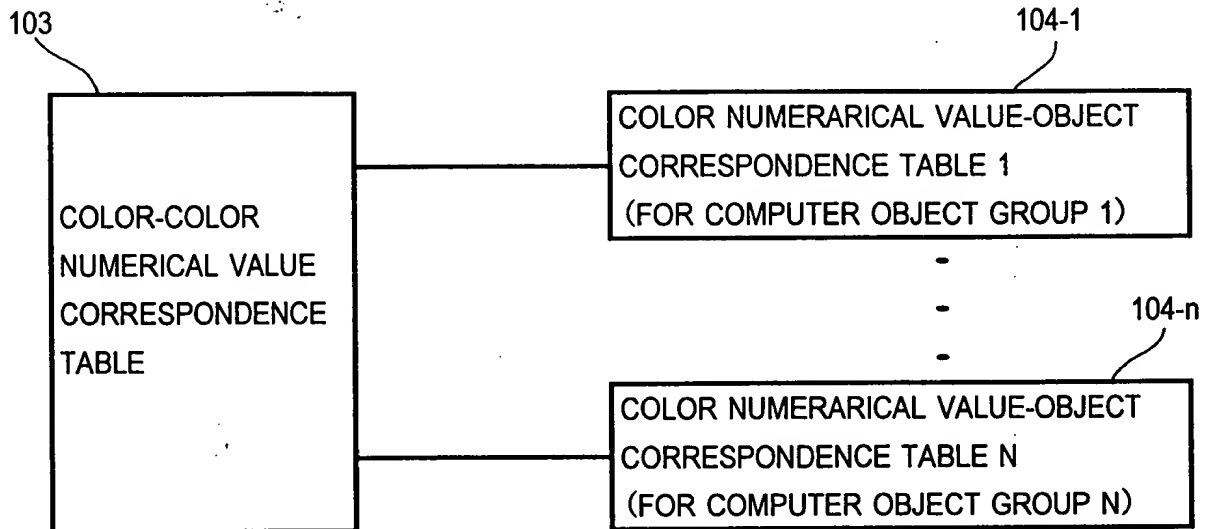 103
COLOR-COLOR
NUMERICAL VALUE
CORRESPONDENCE
TABLE
104-1
COLOR NUMERARICAL VALUE-OBJECT
CORRESPONDENCE TABLE 1
(FOR COMPUTER OBJECT GROUP 1)
104-n
COLOR NUMERARICAL VALUE-OBJECT
CORRESPONDENCE TABLE N
(FOR COMPUTER OBJECT GROUP N)